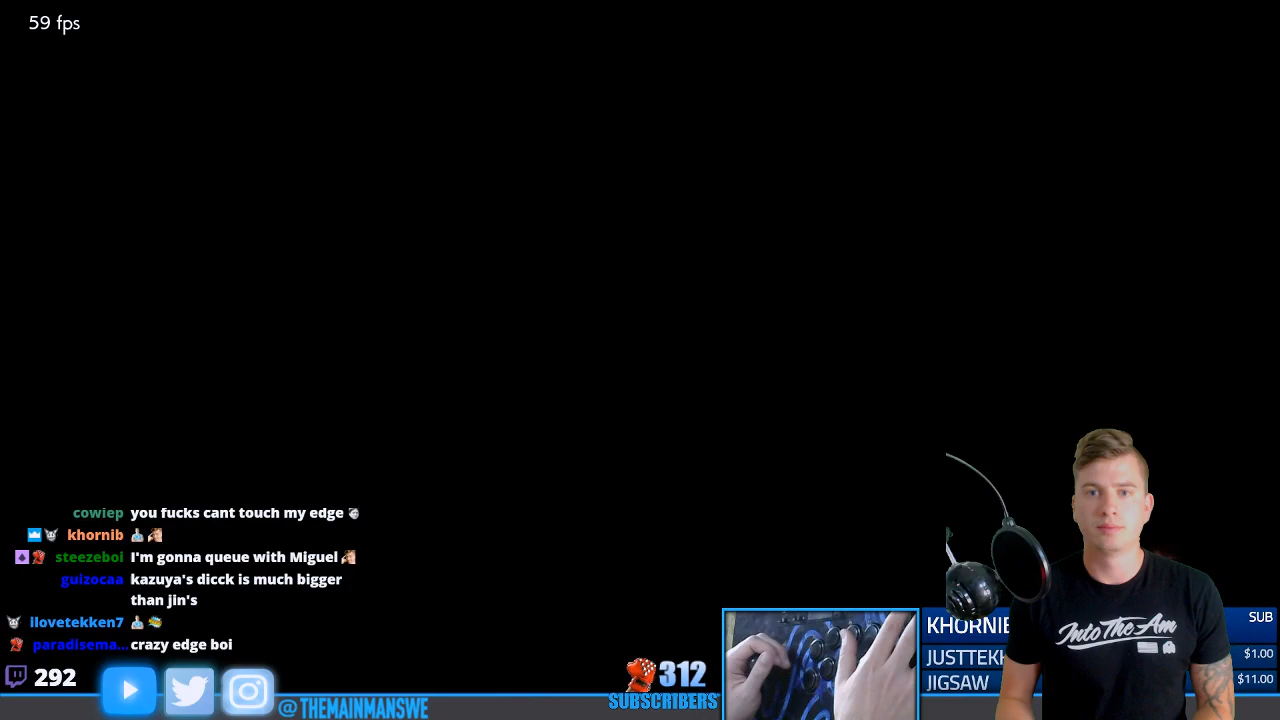 59 fps
cowiep you fucks cant touch my edge
khornib
steezeboi I'm gonna queue with Miguel
guizocaa kazuya's dicck is much bigger
than jin's
ilovetekken7
paradisema... crazy edge boi
292
@THEMAINMANSWE
312
SUBSCRIBERS
KHORNIB SUB
JUSTTEKK $1.00
JIGSAW $11.00
Into The Am